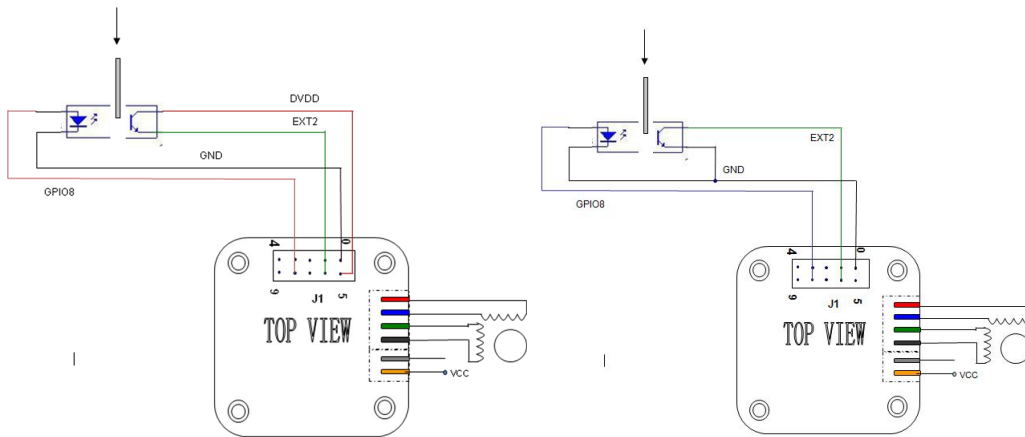 DVDD
EXT2
GND
GPIO8
4
0
9
J1
5
TOP VIEW
VCC
EXT2
GND
GPIO8
4
0
9
J1
5
TOP VIEW
VCC